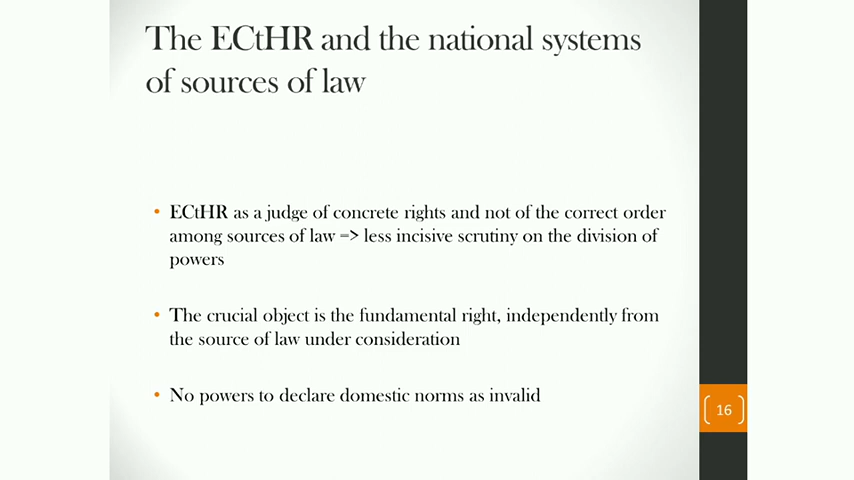 The ECtHR and the national systems
of sources of law
• ECtHR as a judge of concrete rights and not of the correct order
among sources of law => less incisive scrutiny on the division of
powers
• The crucial object is the fundamental right, independently from
the source of law under consideration
• No powers to declare domestic norms as invalid
16